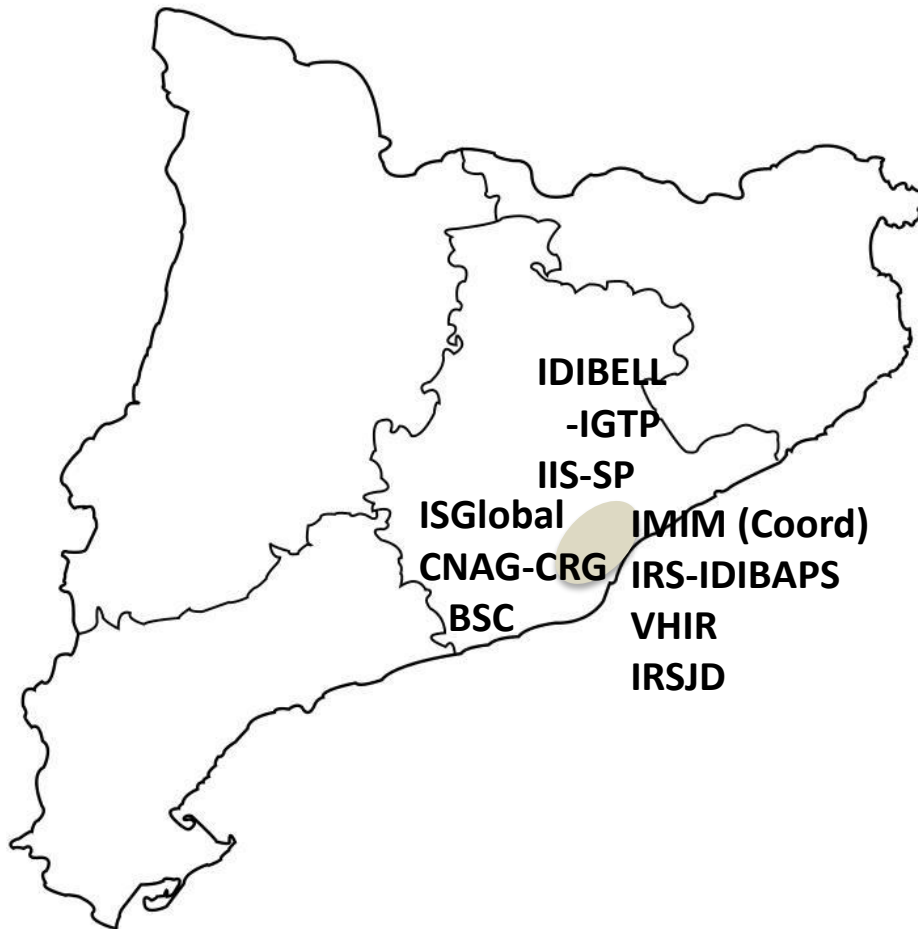 IDIBELL
-IGTP
IIS-SP
ISGlobal
CNAG-CRG
BSC
IMIM (Coord)
IRS-IDIBAPS
VHIR
IRSJD